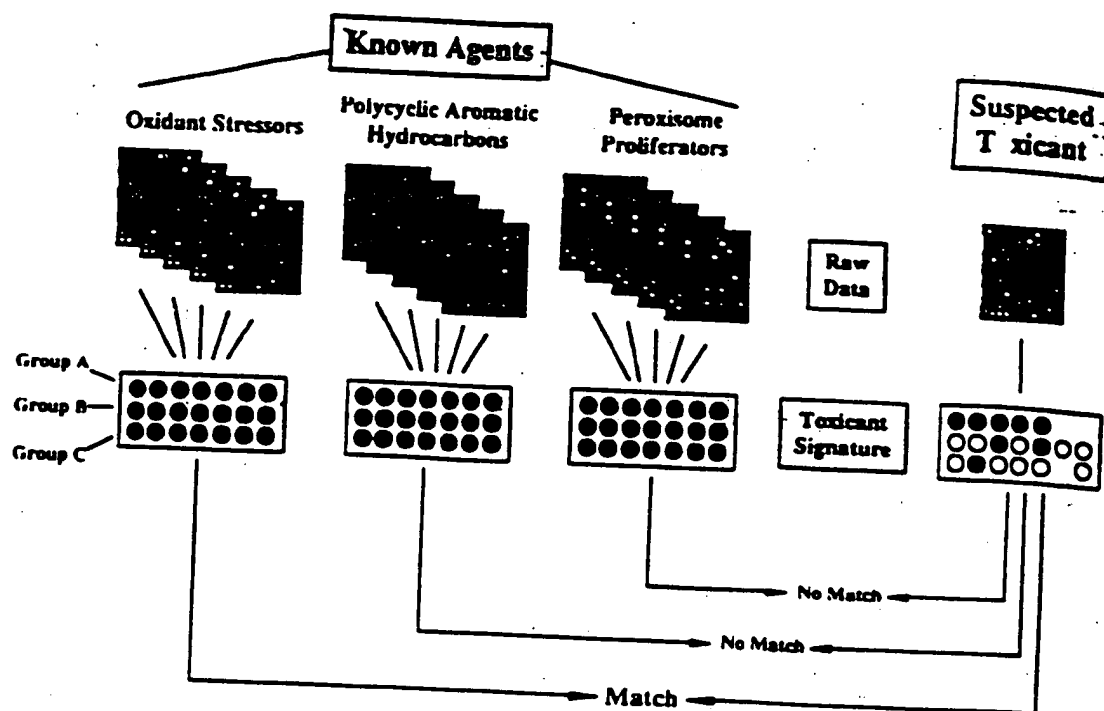 Known Agents
Oxidant Stressors
Polycyclic Aromatic
Hydrocarbons
Peroxisome
Proliferators
Suspected
T xicant
Raw
Data
Group A
Group B
Group C
Toxicant
Signature
No Match
No Match
Match